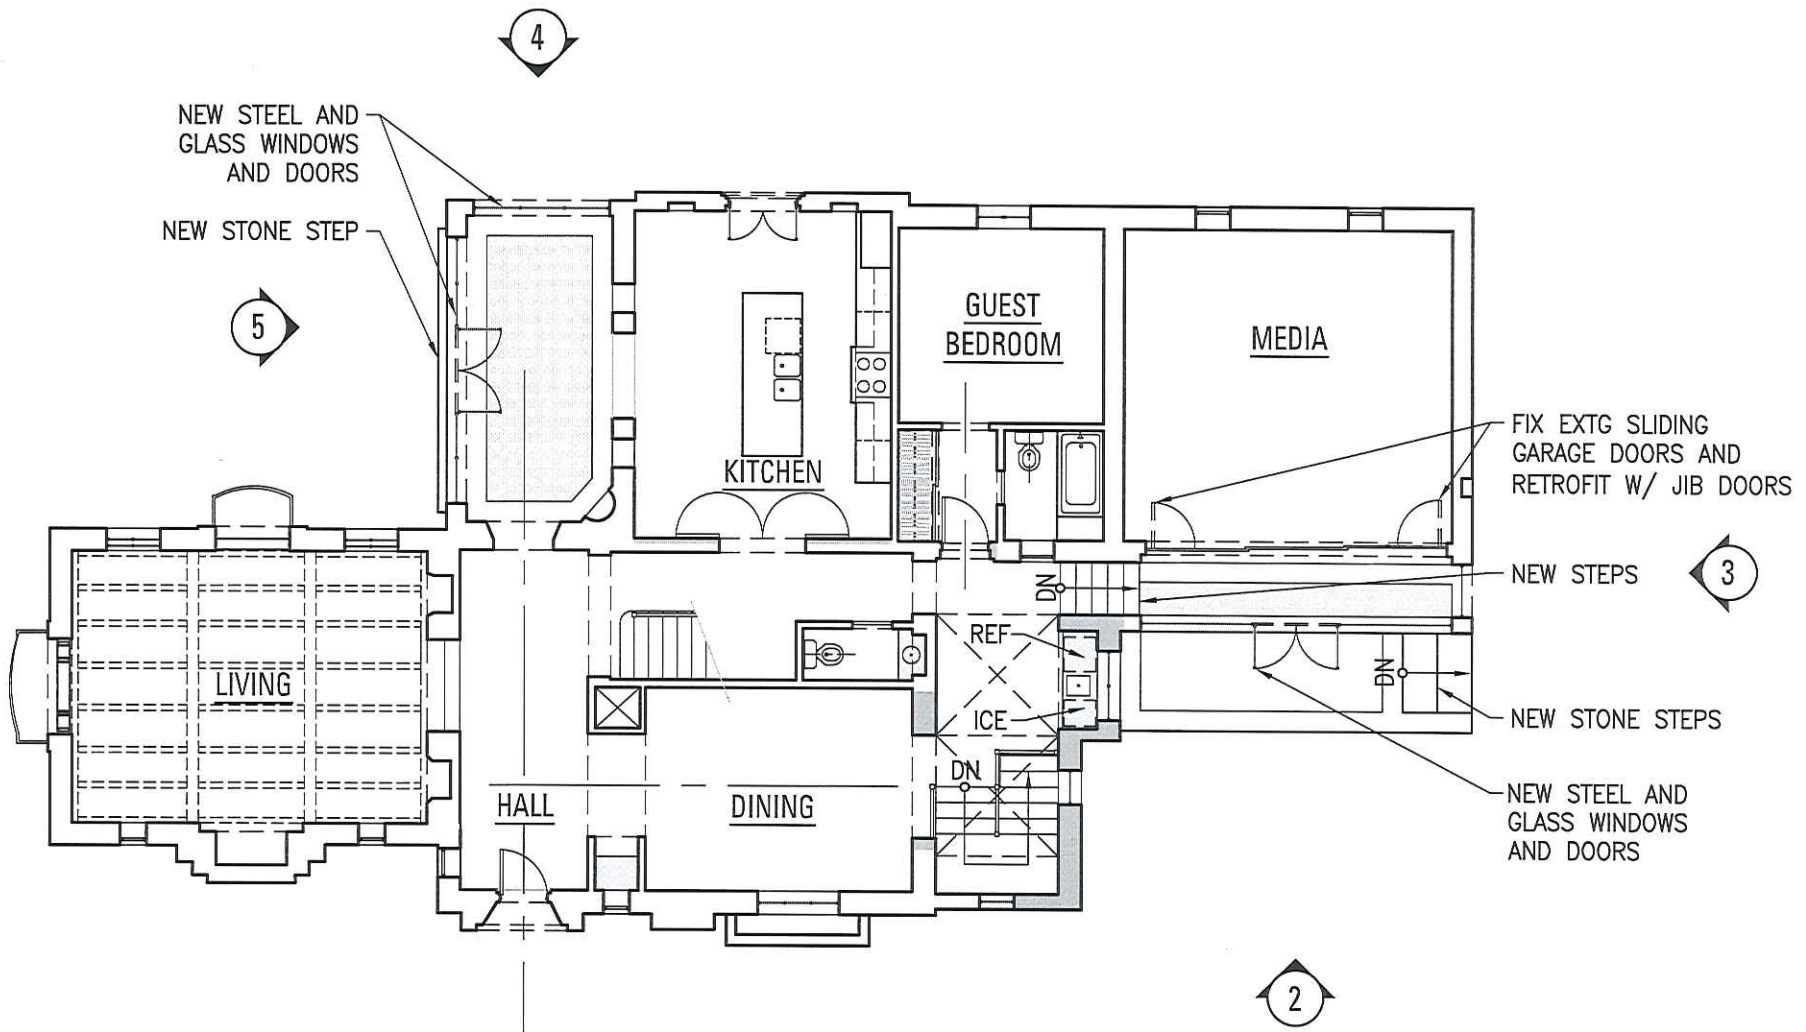 4
NEW STEEL AND
GLASS WINDOWS
AND DOORS
NEW STONE STEP
5
GUEST
BEDROOM
MEDIA
KITCHEN
FIX EXTG SLIDING
GARAGE DOORS AND
RETROFIT W/ JIB DOORS
NEW STEPS
3
DN
REF
LIVING
DN
ICE
NEW STONE STEPS
DN
HALL
DINING
NEW STEEL AND
GLASS WINDOWS
AND DOORS
2